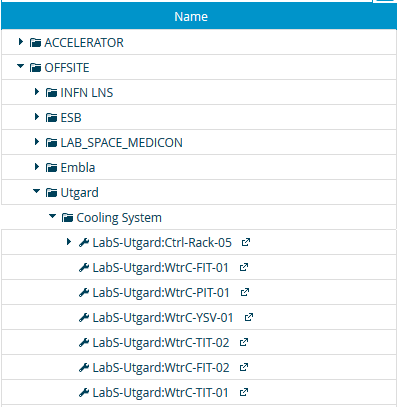 Name
ACCELERATOR
OFFSITE
INFN LNS
ESB
LAB_SPACE_MEDICON
Embla
Utgard
Cooling System
LabS-Utgard:Ctrl-Rack-05
LabS-Utgard:WtrC-FIT-01
LabS-Utgard:WtrC-PIT-01
LabS-Utgard:WtrC-YSV-01
LabS-Utgard:WtrC-TIT-02
LabS-Utgard:WtrC-FIT-02
LabS-Utgard:WtrC-TIT-01